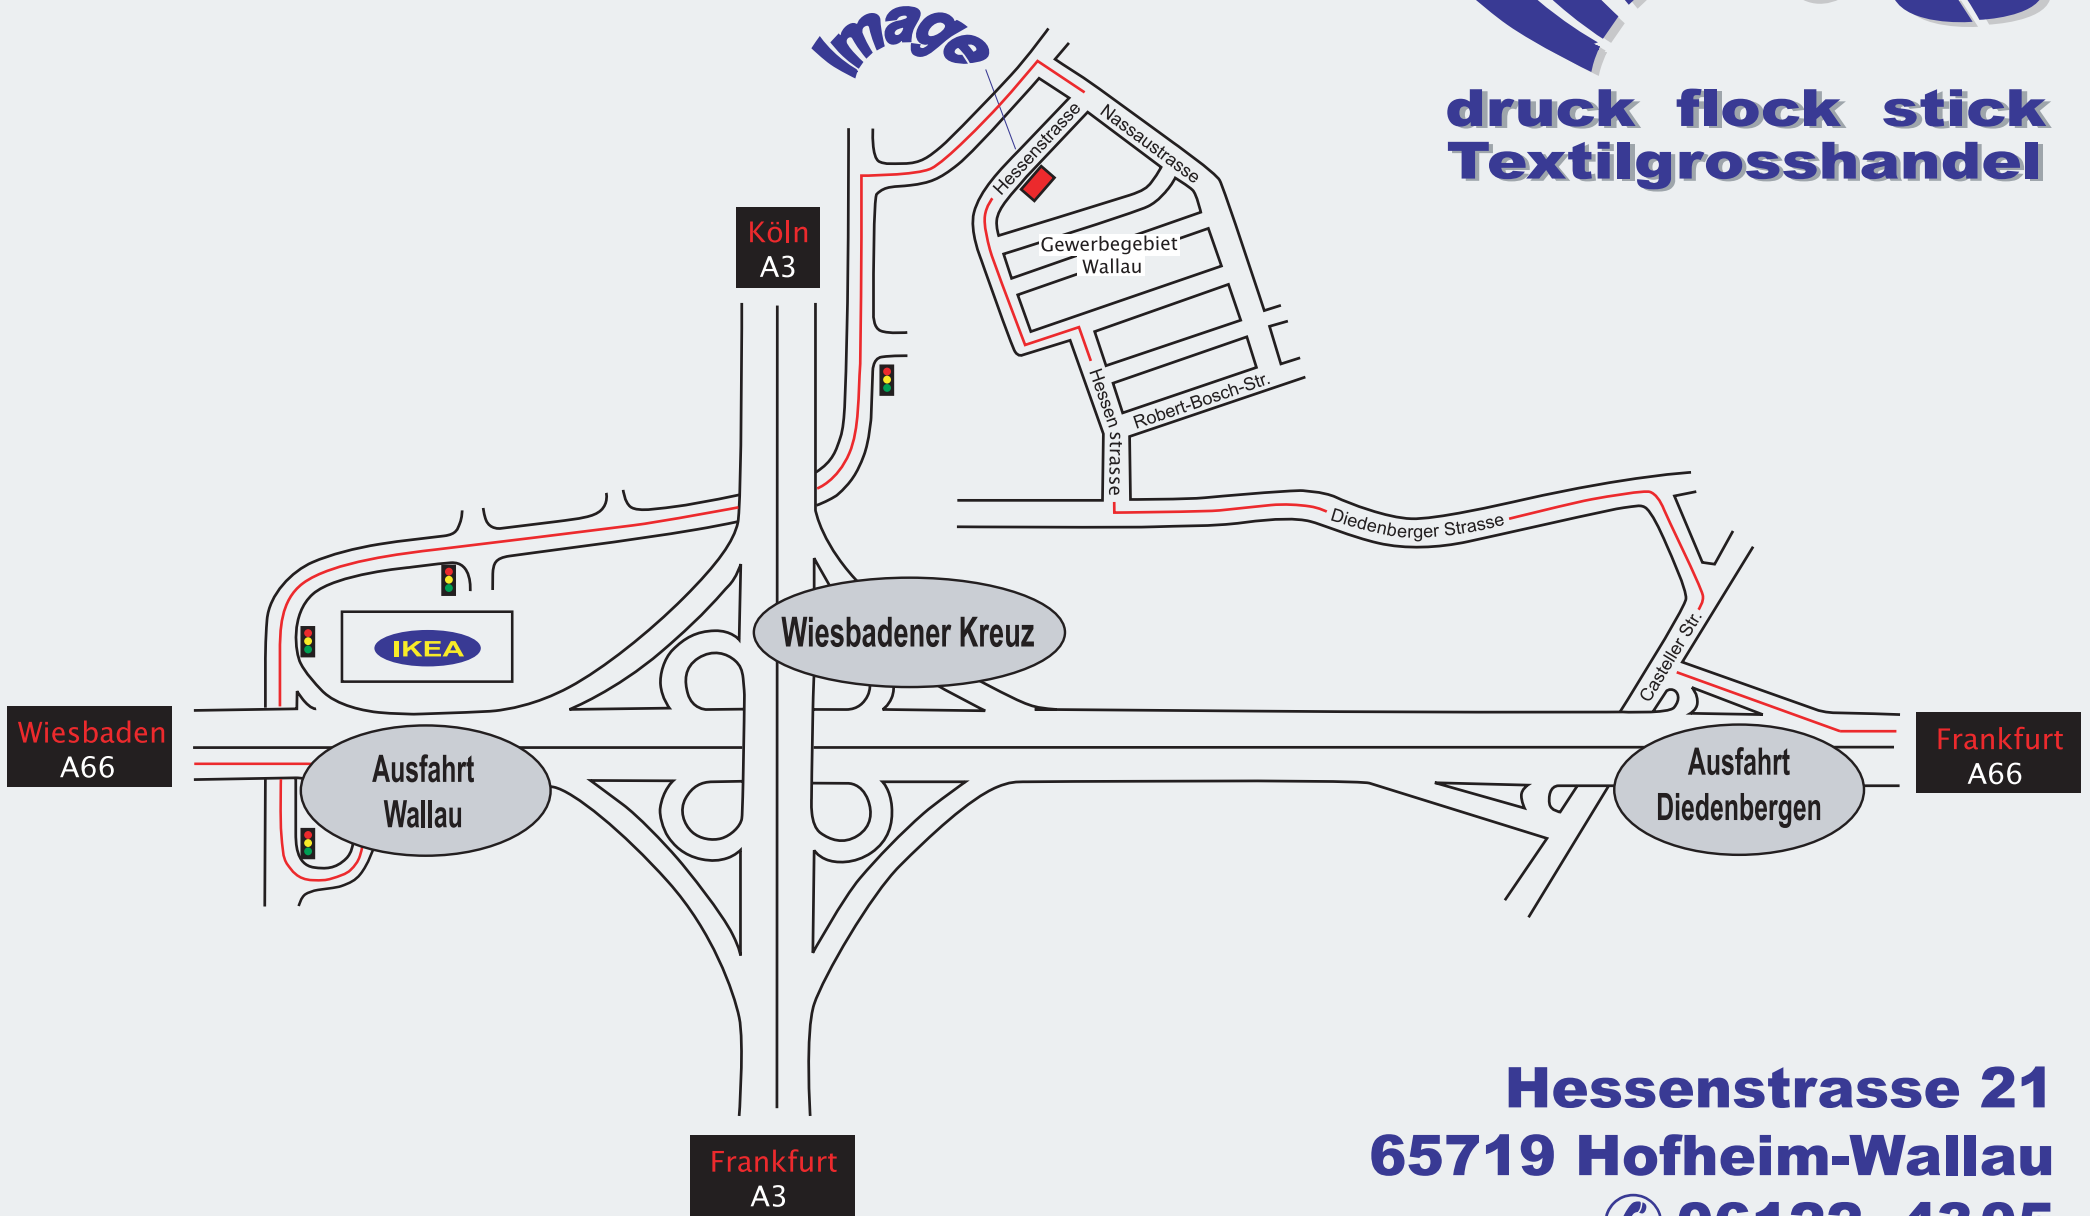 Image
druck flock stick
Textilgrosshandel
Hessenstrasse
Nassaustrasse
Köln
A3
Gewerbegebiet
Wallau
Hessen strasse
Robert-Bosch-Str.
Diedenberger Strasse
Wiesbadener Kreuz
IKEA
Casteller Str.
Wiesbaden
A66
Ausfahrt
Wallau
Ausfahrt
Diedenbergen
Frankfurt
A66
Frankfurt
A3
Hessenstrasse 21
65719 Hofheim-Wallau